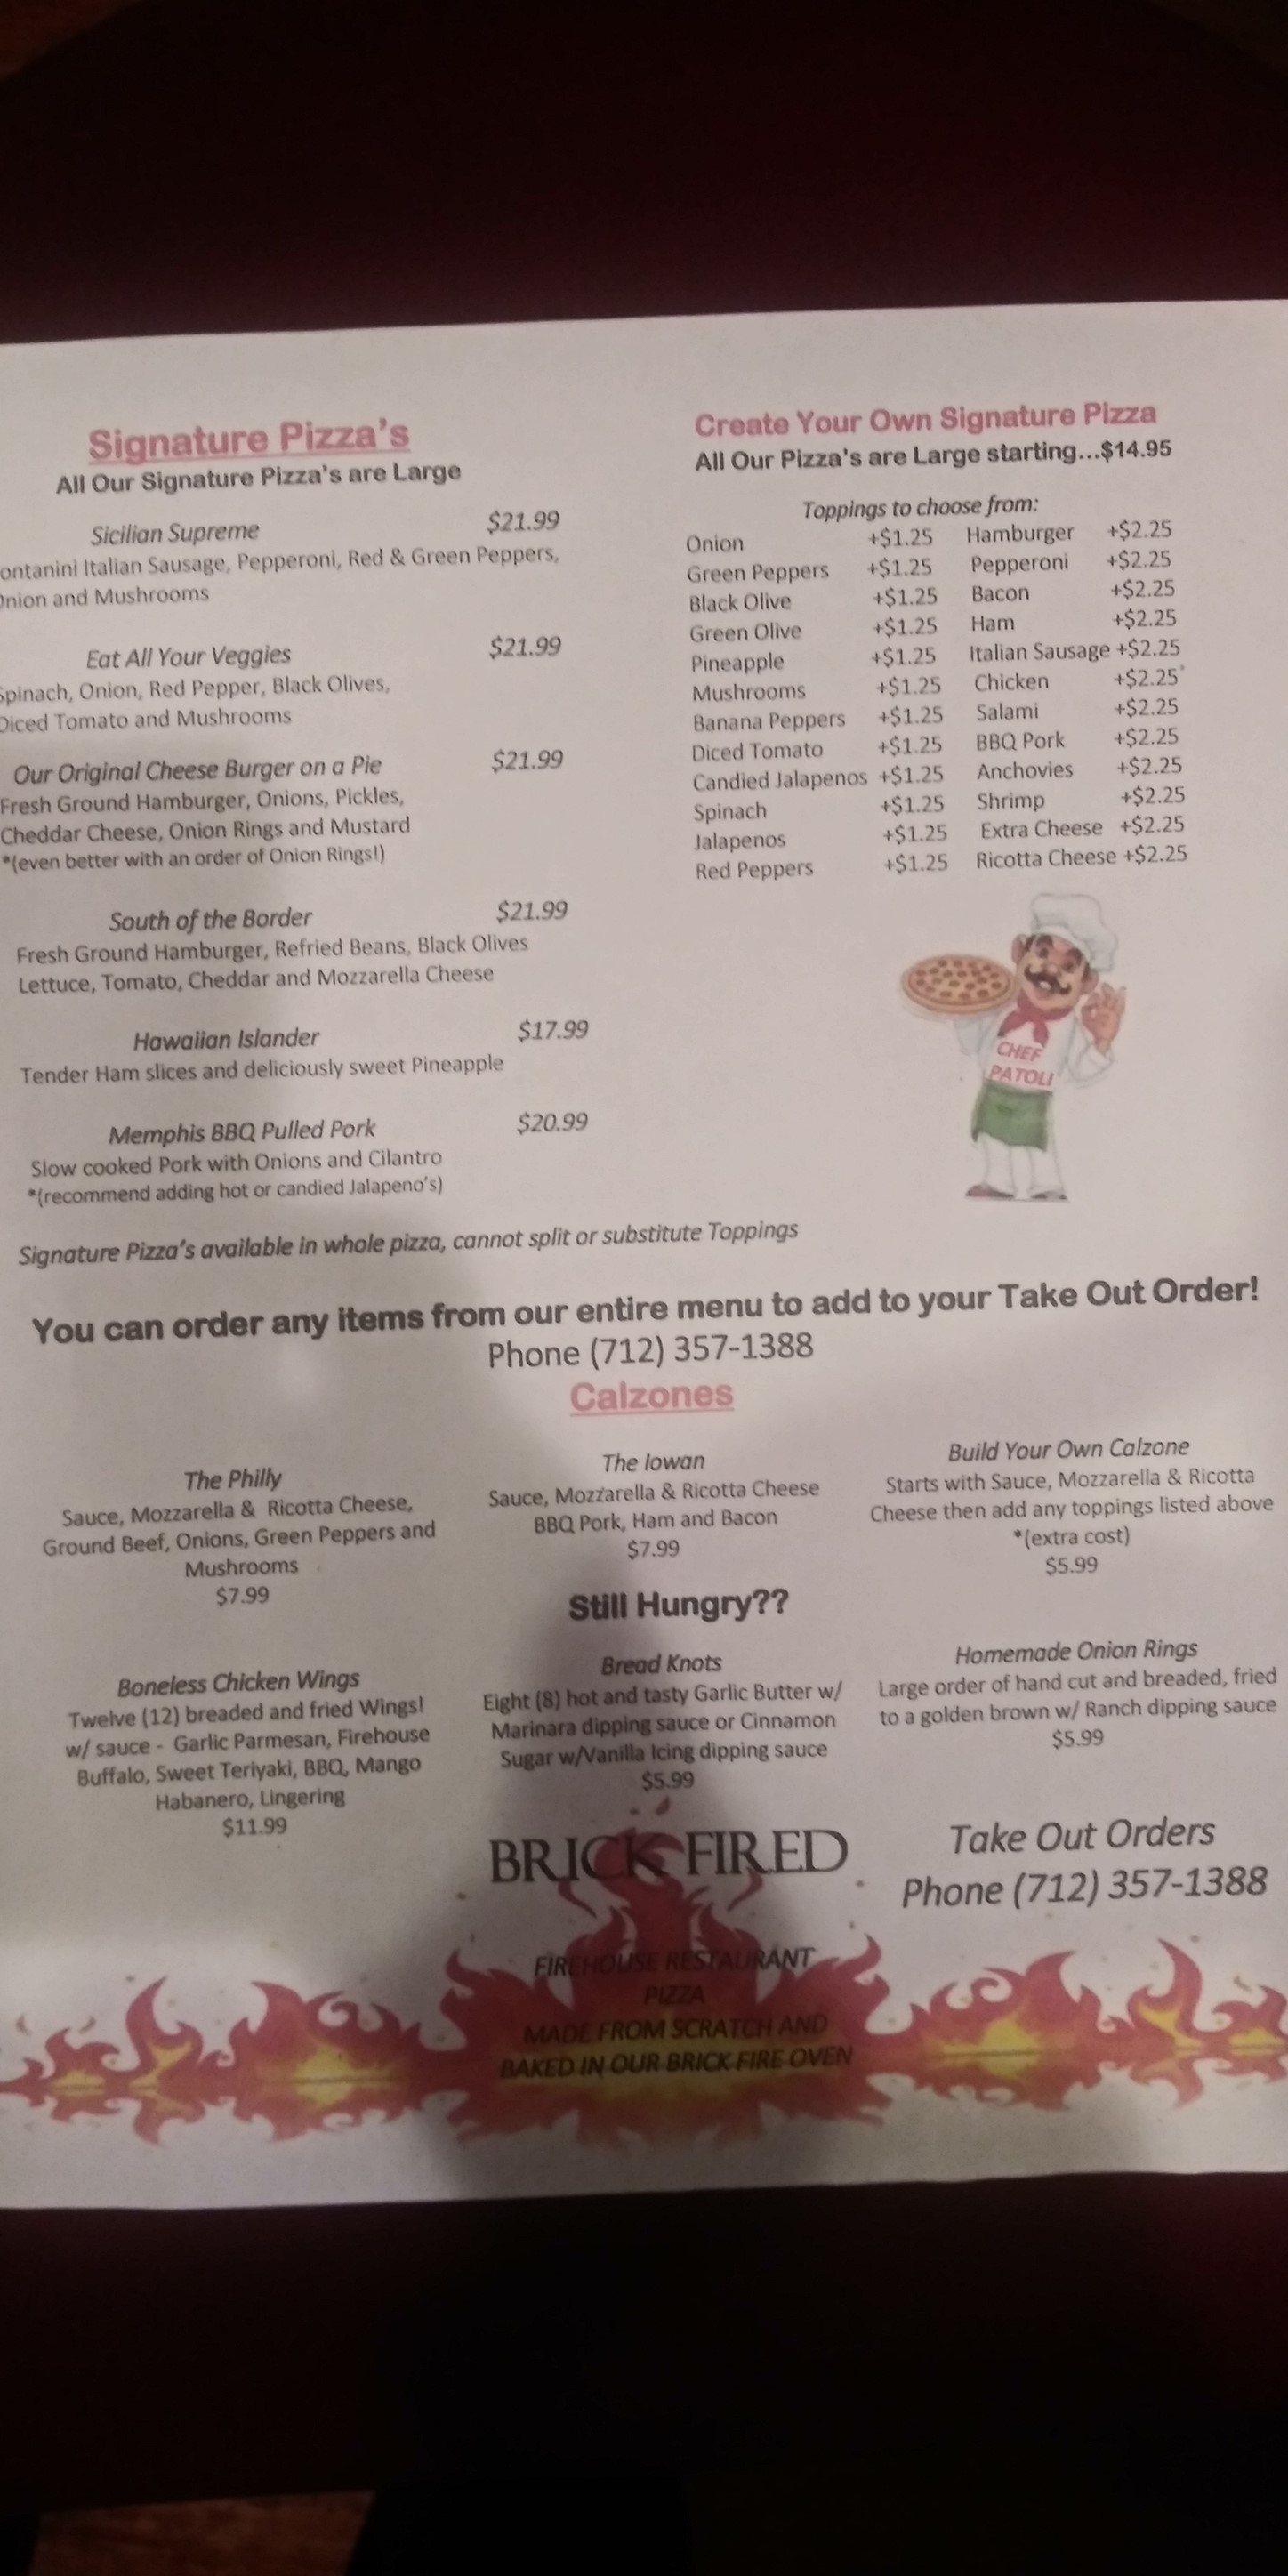 Signature Pizza's
All Our Signature Pizza's are Large
Sicilian Supreme $21.99
ontanini Italian Sausage, Pepperoni, Red & Green Peppers,
Onion and Mushrooms
Eat All Your Veggies $21.99
Spinach, Onion, Red Pepper, Black Olives,
Diced Tomato and Mushrooms
Our Original Cheese Burger on a Pie $21.99
Fresh Ground Hamburger, Onions, Pickles,
Cheddar Cheese, Onion Rings and Mustard
*(even better with an order of Onion Rings!)
South of the Border $21.99
Fresh Ground Hamburger, Refried Beans, Black Olives
Lettuce, Tomato, Cheddar and Mozzarella Cheese
Hawaiian Islander $17.99
Tender Ham slices and deliciously sweet Pineapple
Memphis BBQ Pulled Pork $20.99
Slow cooked Pork with Onions and Cilantro
*(recommend adding hot or candied Jalapeno's)
Signature Pizza's available in whole pizza, cannot split or substitute Toppings
Create Your Own Signature Pizza
All Our Pizza's are Large starting...$14.95
Toppings to choose from:
Onion +$1.25 Hamburger +$2.25
Green Peppers +$1.25 Pepperoni +$2.25
Black Olive +$1.25 Bacon +$2.25
Green Olive +$1.25 Ham +$2.25
Pineapple +$1.25 Italian Sausage +$2.25
Mushrooms +$1.25 Chicken +$2.25
Banana Peppers +$1.25 Salami +$2.25
Diced Tomato +$1.25 BBQ Pork +$2.25
Candied Jalapenos +$1.25 Anchovies +$2.25
Spinach +$1.25 Shrimp +$2.25
Jalapenos +$1.25 Extra Cheese +$2.25
Red Peppers +$1.25 Ricotta Cheese +$2.25
CHEF
PATOLI
You can order any items from our entire menu to add to your Take Out Order!
Phone (712) 357-1388
Calzones
The Philly
Sauce, Mozzarella & Ricotta Cheese,
Ground Beef, Onions, Green Peppers and
Mushrooms
$7.99
The Iowan
Sauce, Mozzarella & Ricotta Cheese
BBQ Pork, Ham and Bacon
$7.99
Build Your Own Calzone
Starts with Sauce, Mozzarella & Ricotta
Cheese then add any toppings listed above
*(extra cost)
$5.99
Still Hungry??
Boneless Chicken Wings
Twelve (12) breaded and fried Wings!
w/ sauce - Garlic Parmesan, Firehouse
Buffalo, Sweet Teriyaki, BBQ, Mango
Habanero, Lingering
$11.99
Bread Knots
Eight (8) hot and tasty Garlic Butter w/
Marinara dipping sauce or Cinnamon
Sugar w/Vanilla Icing dipping sauce
$5.99
Homemade Onion Rings
Large order of hand cut and breaded, fried
to a golden brown w/ Ranch dipping sauce
$5.99
BRICK FIRED
FIREHOUSE RESTAURANT
PIZZA
MADE FROM SCRATCH AND
BAKED IN OUR BRICK FIRE OVEN
Take Out Orders
Phone (712) 357-1388